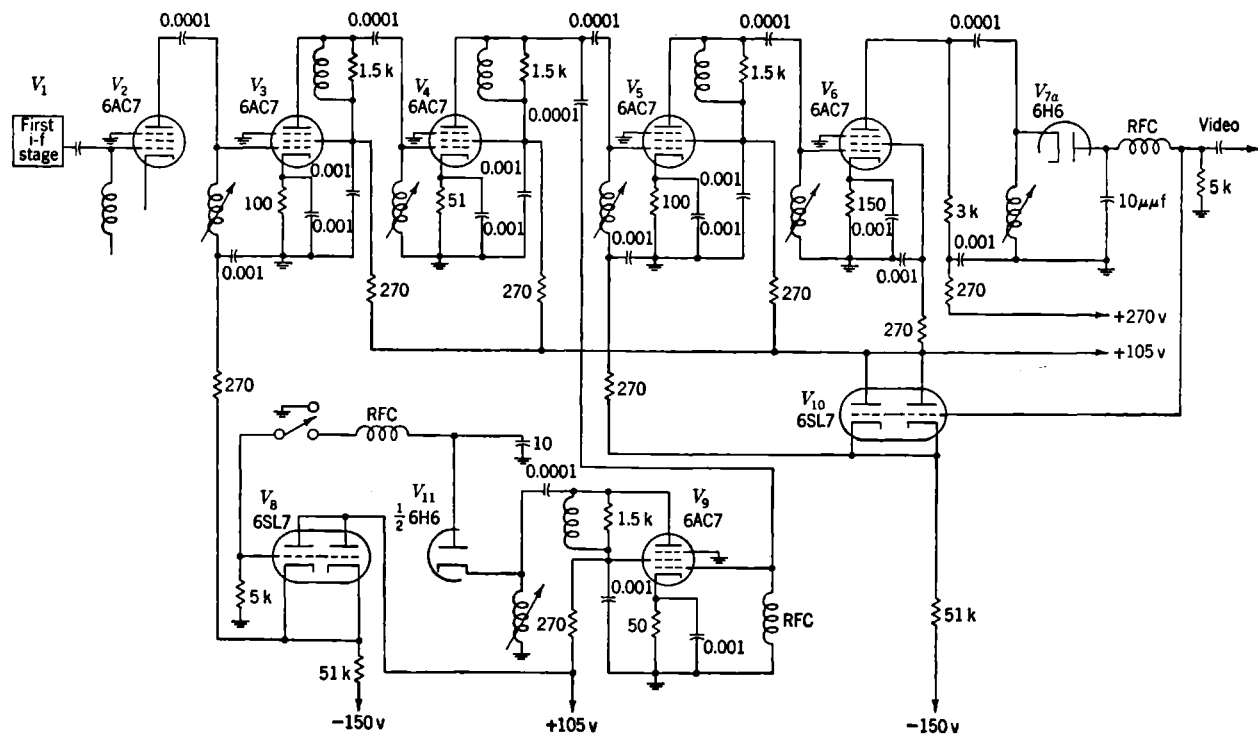 0.0001
0.0001
0.0001
0.0001
0.0001
V1
V2
6AC7
V3
6AC7
1.5 k
V4
6AC7
1.5 k
0.0001
V5
6AC7
1.5 k
V6
6AC7
V7a
6H6
RFC
Video
First
i-f
stage
0.001
0.001
0.001
100
0.001
51
0.001
100
0.001
150
0.001
3 k
10μμf
5 k
0.001
0.001
0.001
0.001
270
270
270
270
270
+270 v
+105 v
270
270
V10
6SL7
RFC
10
0.0001
V8
6SL7
V11
1/2 6H6
1.5 k
V9
6AC7
5 k
0.001
270
50
0.001
RFC
51 k
51 k
−150 v
+105 v
−150 v